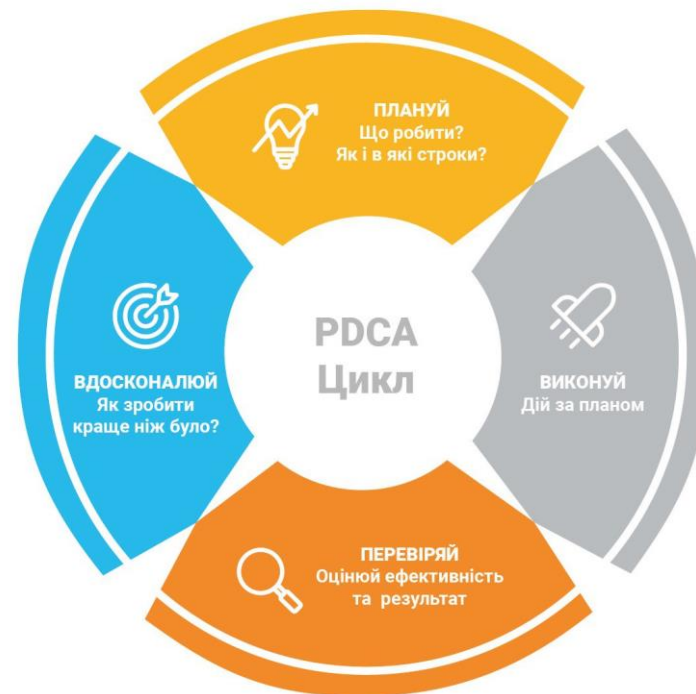 ПЛАНУЙ
Що робити?
Як і в які строки?
PDCA
Цикл
ВДОСКОНАЛЮЙ
Як зробити
краще ніж було?
ВИКОНУЙ
Дій за планом
ПЕРЕВІРЯЙ
Оцінюй ефективність
та результат